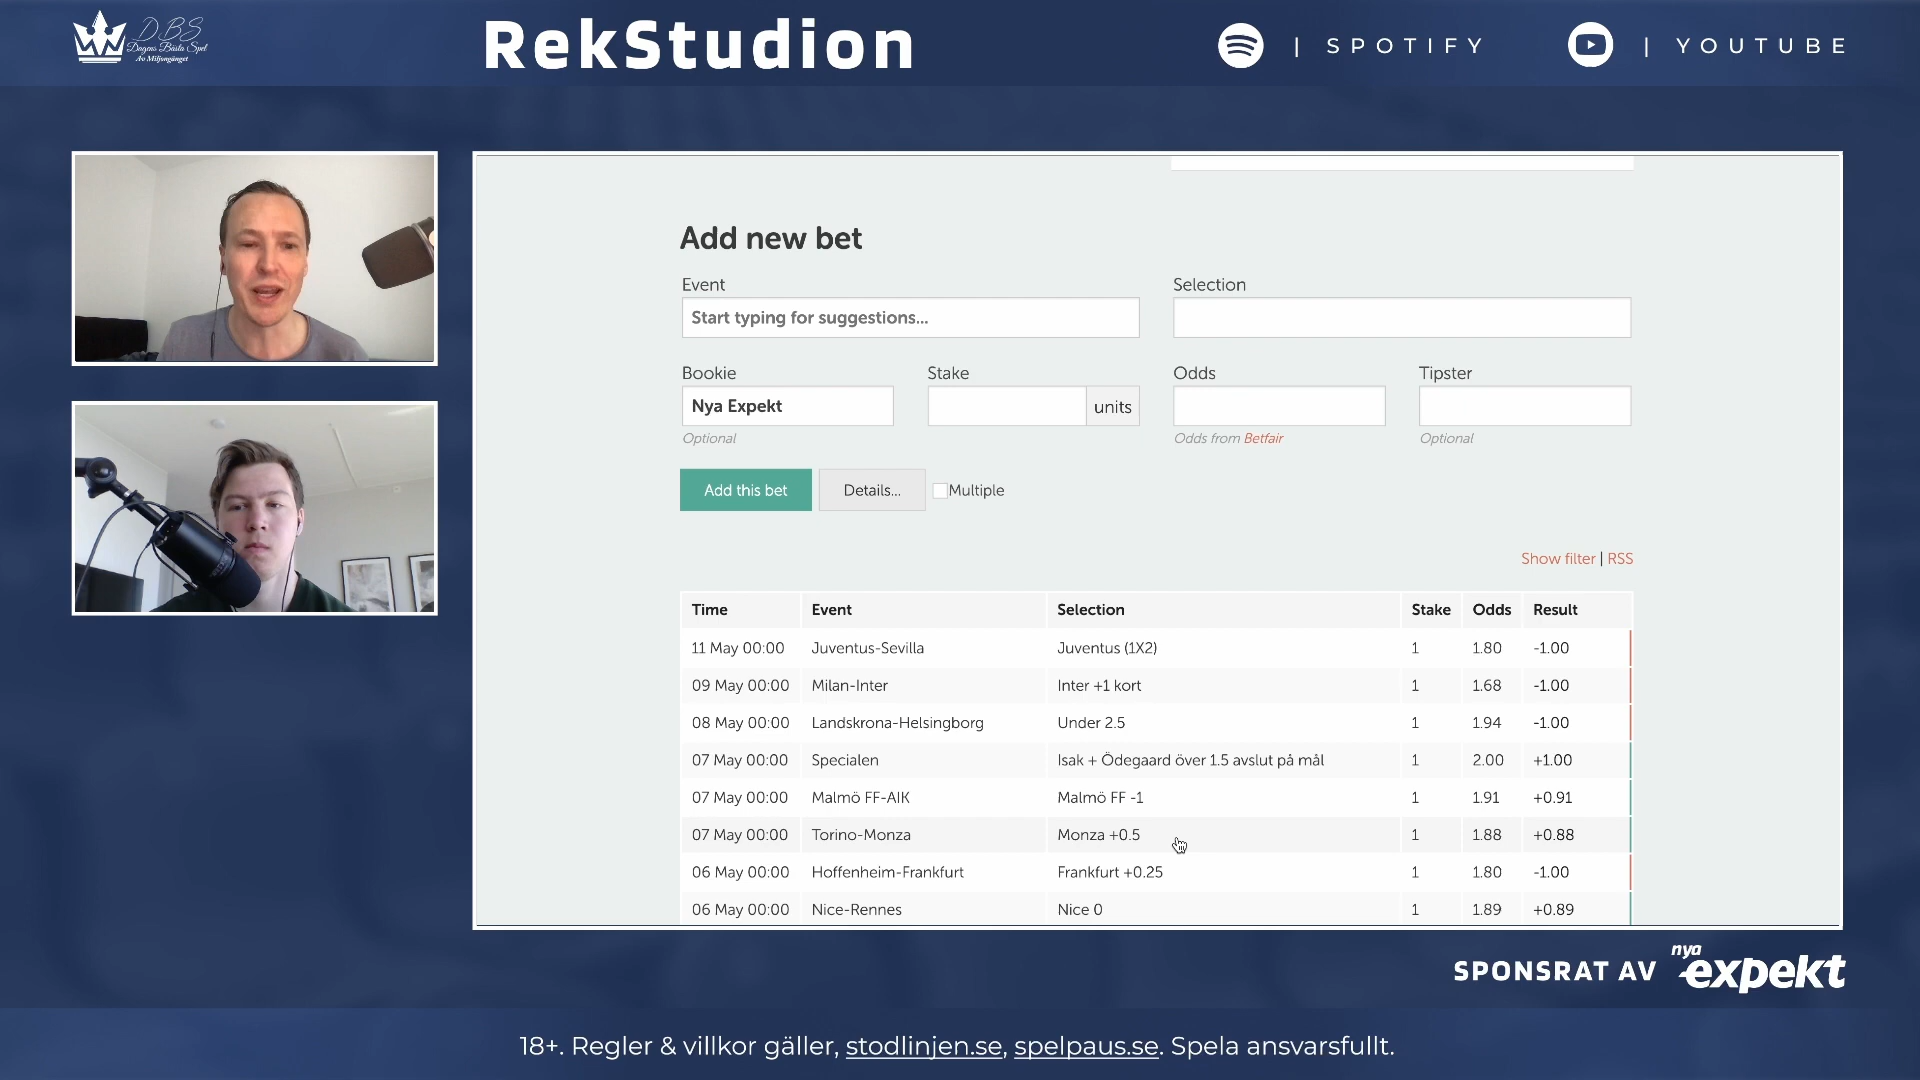 DBS
Dagens Bästa Spel
Av Miljongänget
RekStudion
| SPOTIFY
| YOUTUBE
Add new bet
Event
Selection
Start typing for suggestions...
Bookie
Stake
Odds
Tipster
Nya Expekt
units
Optional
Odds from Betfair
Optional
Add this bet
Details...
Multiple
Show filter | RSS
Time Event Selection Stake Odds Result
11 May 00:00 Juventus-Sevilla Juventus (1X2) 1 1.80 -1.00
09 May 00:00 Milan-Inter Inter +1 kort 1 1.68 -1.00
08 May 00:00 Landskrona-Helsingborg Under 2.5 1 1.94 -1.00
07 May 00:00 Specialen Isak + Ödegaard över 1.5 avslut på mål 1 2.00 +1.00
07 May 00:00 Malmö FF-AIK Malmö FF -1 1 1.91 +0.91
07 May 00:00 Torino-Monza Monza +0.5 1 1.88 +0.88
06 May 00:00 Hoffenheim-Frankfurt Frankfurt +0.25 1 1.80 -1.00
06 May 00:00 Nice-Rennes Nice 0 1 1.89 +0.89
SPONSRAT AV nya expekt
18+. Regler & villkor gäller, stodlinjen.se, spelpaus.se. Spela ansvarsfullt.